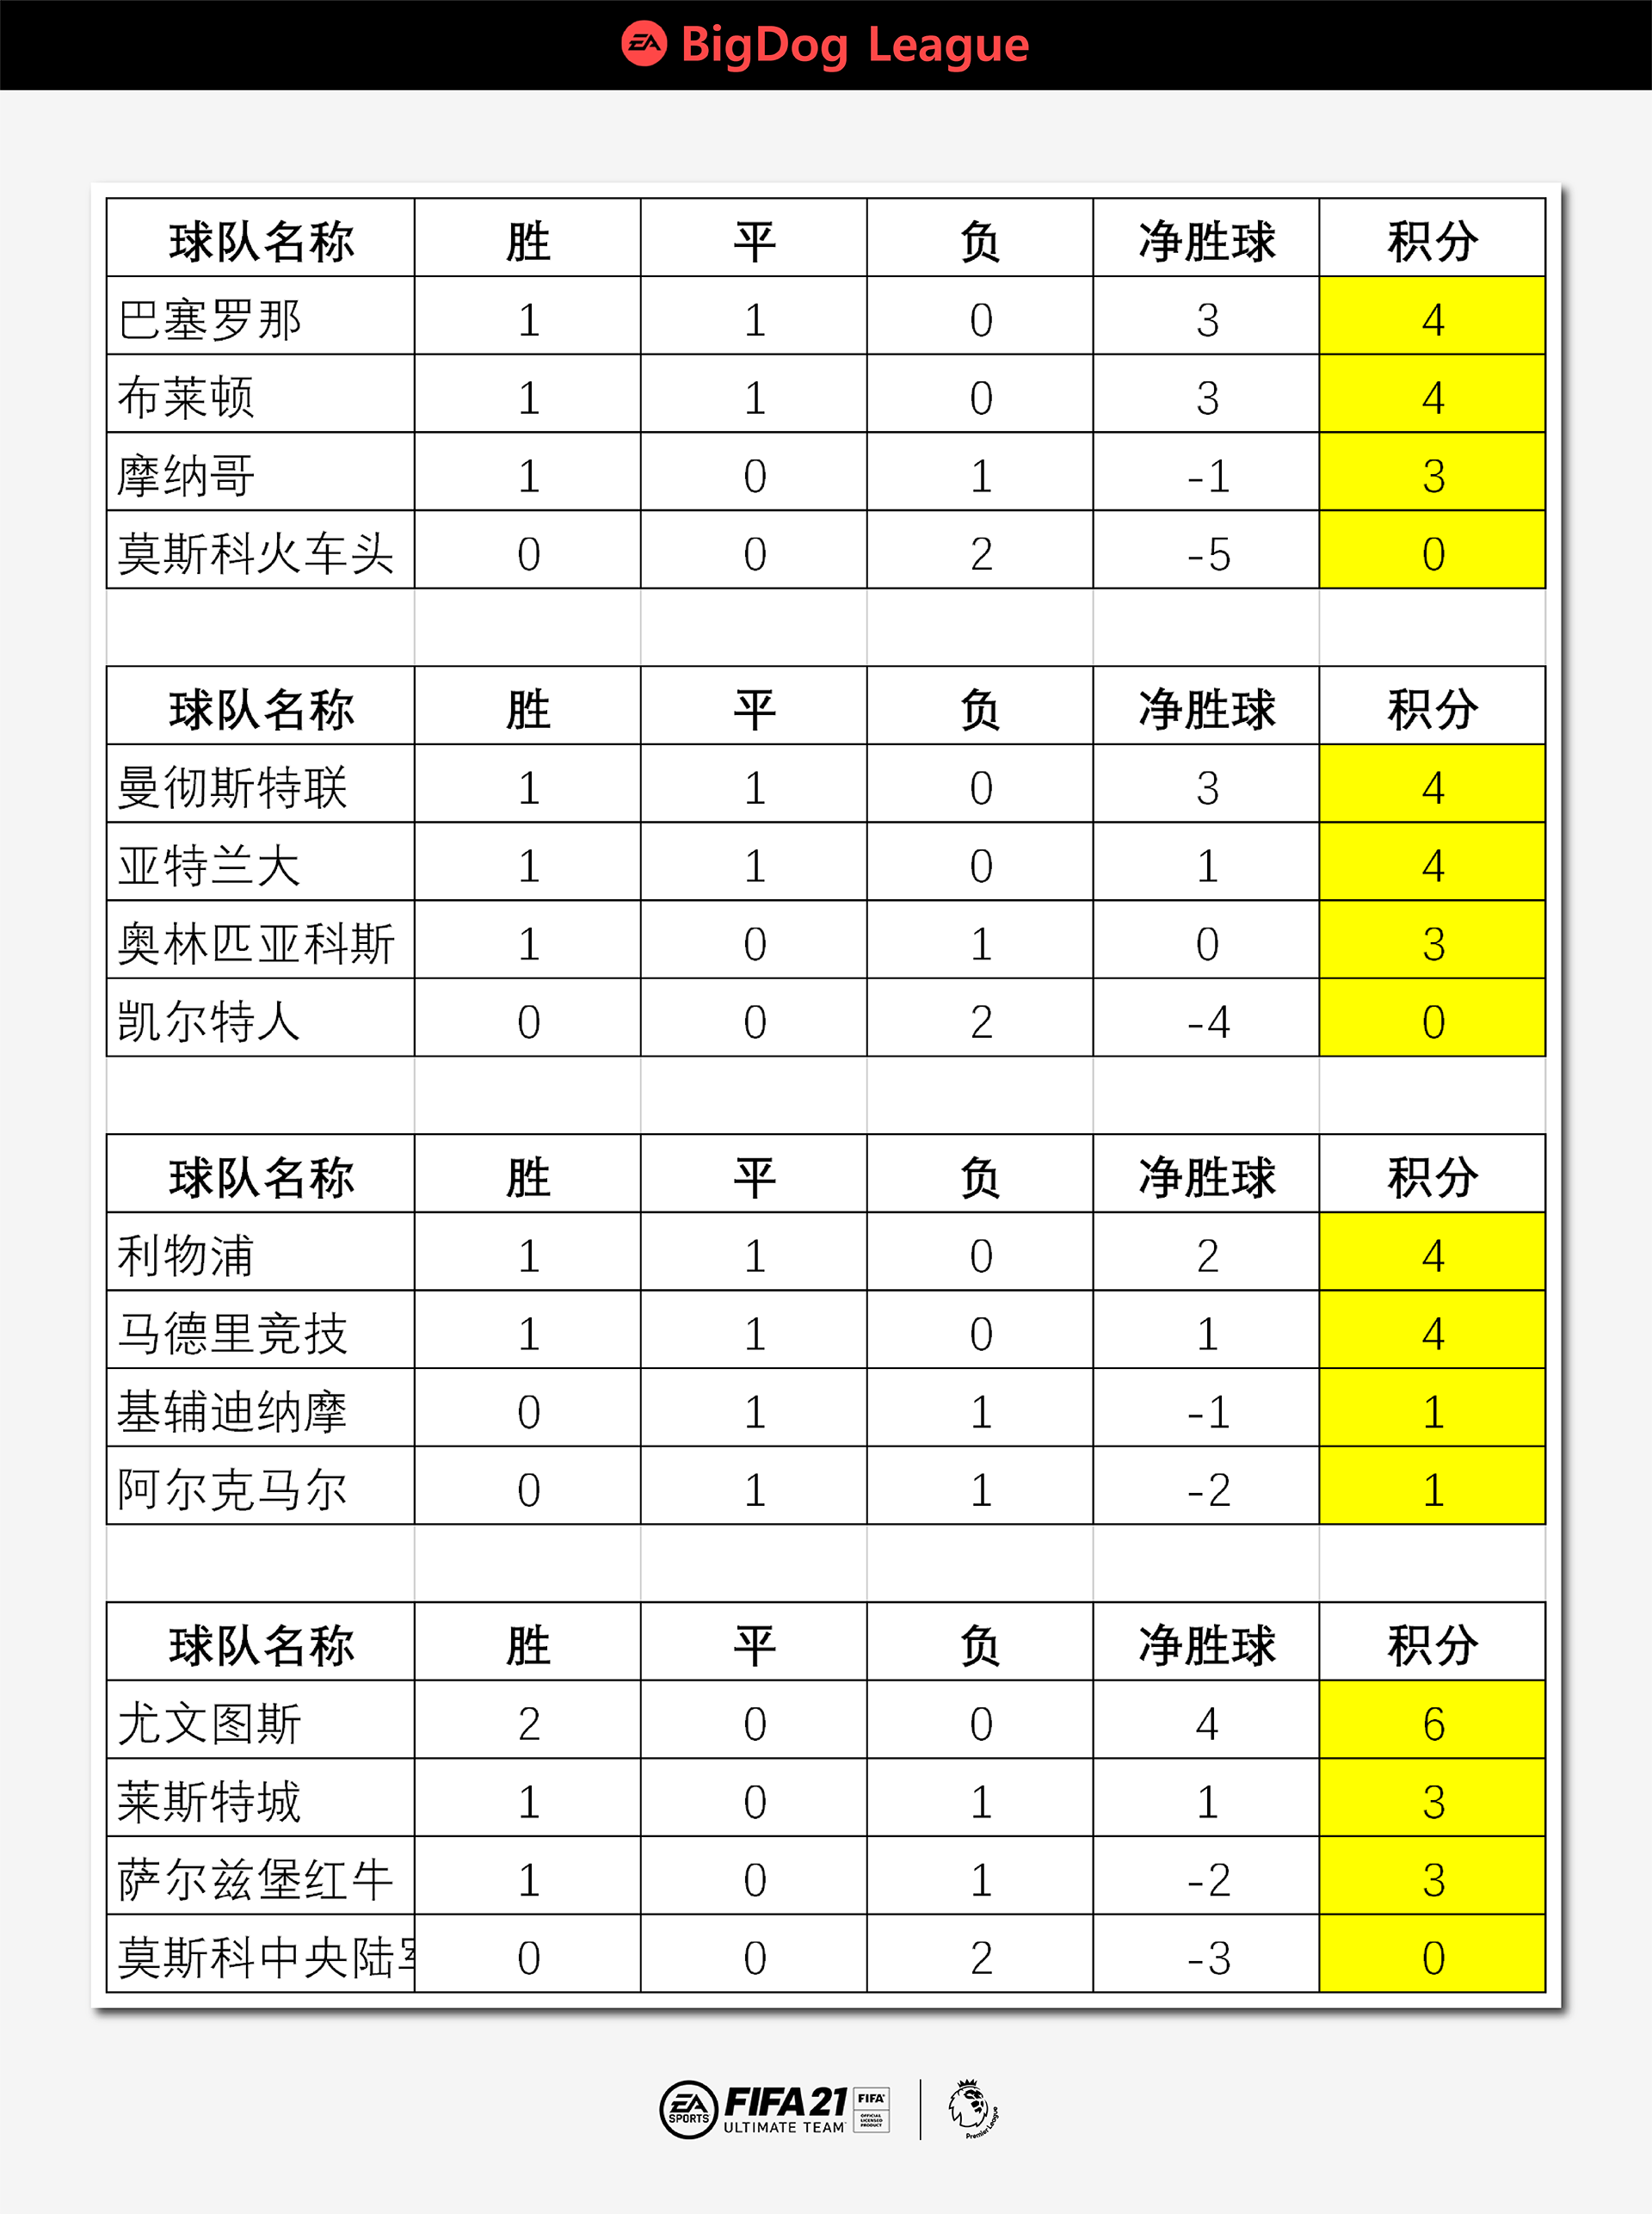 EA BigDog League
球队名称 胜 平 负 净胜球 积分
巴塞罗那 1 1 0 3 4
布莱顿 1 1 0 3 4
摩纳哥 1 0 1 -1 3
莫斯科火车头 0 0 2 -5 0
球队名称 胜 平 负 净胜球 积分
曼彻斯特联 1 1 0 3 4
亚特兰大 1 1 0 1 4
奥林匹亚科斯 1 0 1 0 3
凯尔特人 0 0 2 -4 0
球队名称 胜 平 负 净胜球 积分
利物浦 1 1 0 2 4
马德里竞技 1 1 0 1 4
基辅迪纳摩 0 1 1 -1 1
阿尔克马尔 0 1 1 -2 1
球队名称 胜 平 负 净胜球 积分
尤文图斯 2 0 0 4 6
莱斯特城 1 0 1 1 3
萨尔兹堡红牛 1 0 1 -2 3
莫斯科中央陆军 0 0 2 -3 0
EA SPORTS
FIFA 21
ULTIMATE TEAM
FIFA
OFFICIAL LICENSED PRODUCT
Premier League